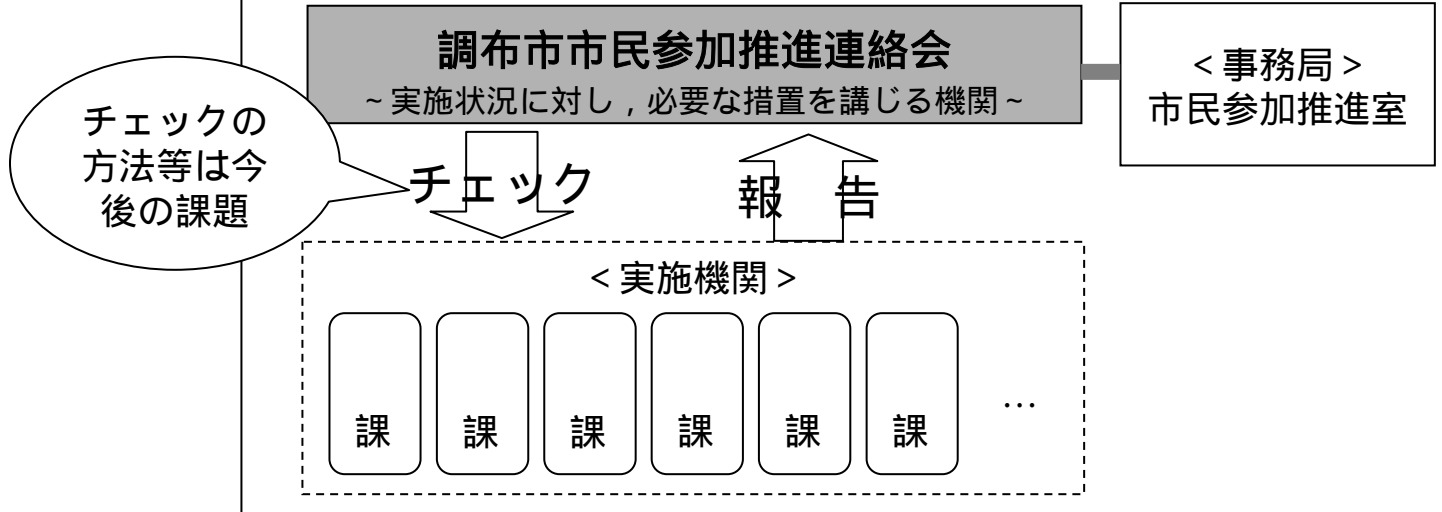 調布市市民参加推進連絡会
~実施状況に対し,必要な措置を講じる機関~
<事務局>
市民参加推進室
チェックの
方法等は今
後の課題
チェック
報 告
<実施機関>
課
課
課
課
課
課
…